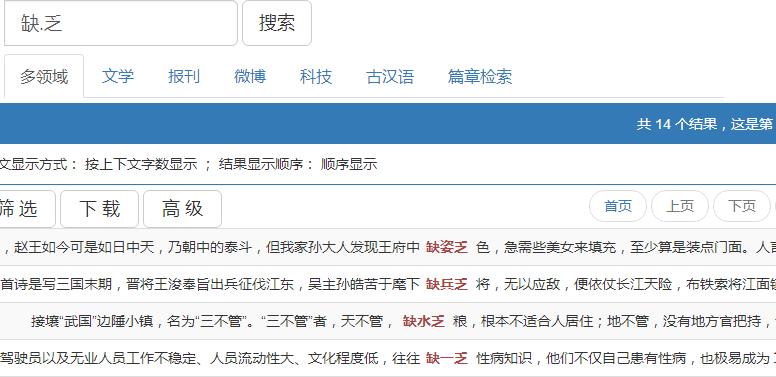 缺.乏 搜索
多领域 文学 报刊 微博 科技 古汉语 篇章检索
共 14 个结果，这是第
文显示方式： 按上下文字数显示 ； 结果显示顺序： 顺序显示
筛 选 下 载 高 级 首页 上页 下页
，赵王如今可是如日中天，乃朝中的泰斗，但我家孙大人发现王府中 缺姿乏 色，急需些美女来填充，至少算是装点门面。人
首诗是写三国末期，晋将王浚奉旨出兵征伐江东，吴主孙皓苦于麾下 缺兵乏 将，无以应敌，便依仗长江天险，布铁索将江面
接壤“武国”边陲小镇，名为“三不管”。“三不管”者，天不管， 缺水乏 粮，根本不适合人居住；地不管，没有地方官把持，
驾驶员以及无业人员工作不稳定、人员流动性大、文化程度低，往往 缺一乏 性病知识，他们不仅自己患有性病，也极易成为